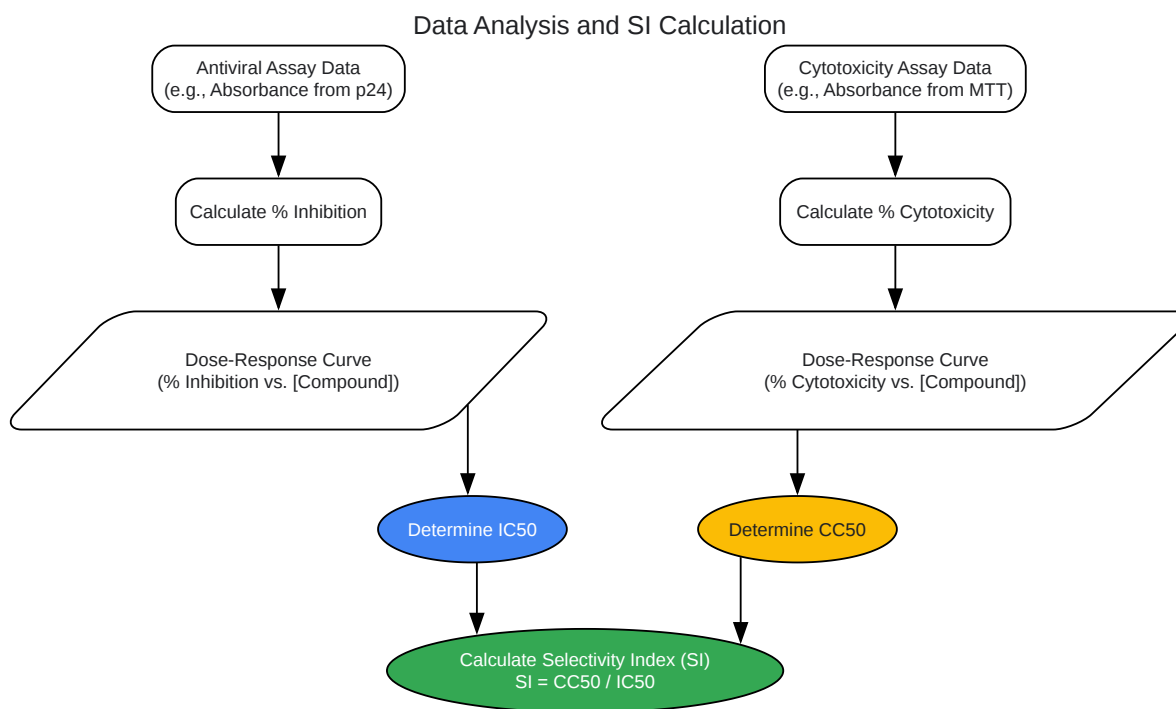 Data Analysis and SI Calculation
Antiviral Assay Data
(e.g., Absorbance from p24)
Cytotoxicity Assay Data
(e.g., Absorbance from MTT)
Calculate % Inhibition
Calculate % Cytotoxicity
Dose-Response Curve
(% Inhibition vs. [Compound])
Dose-Response Curve
(% Cytotoxicity vs. [Compound])
Determine IC50
Determine CC50
Calculate Selectivity Index (SI)
SI = CC50 / IC50